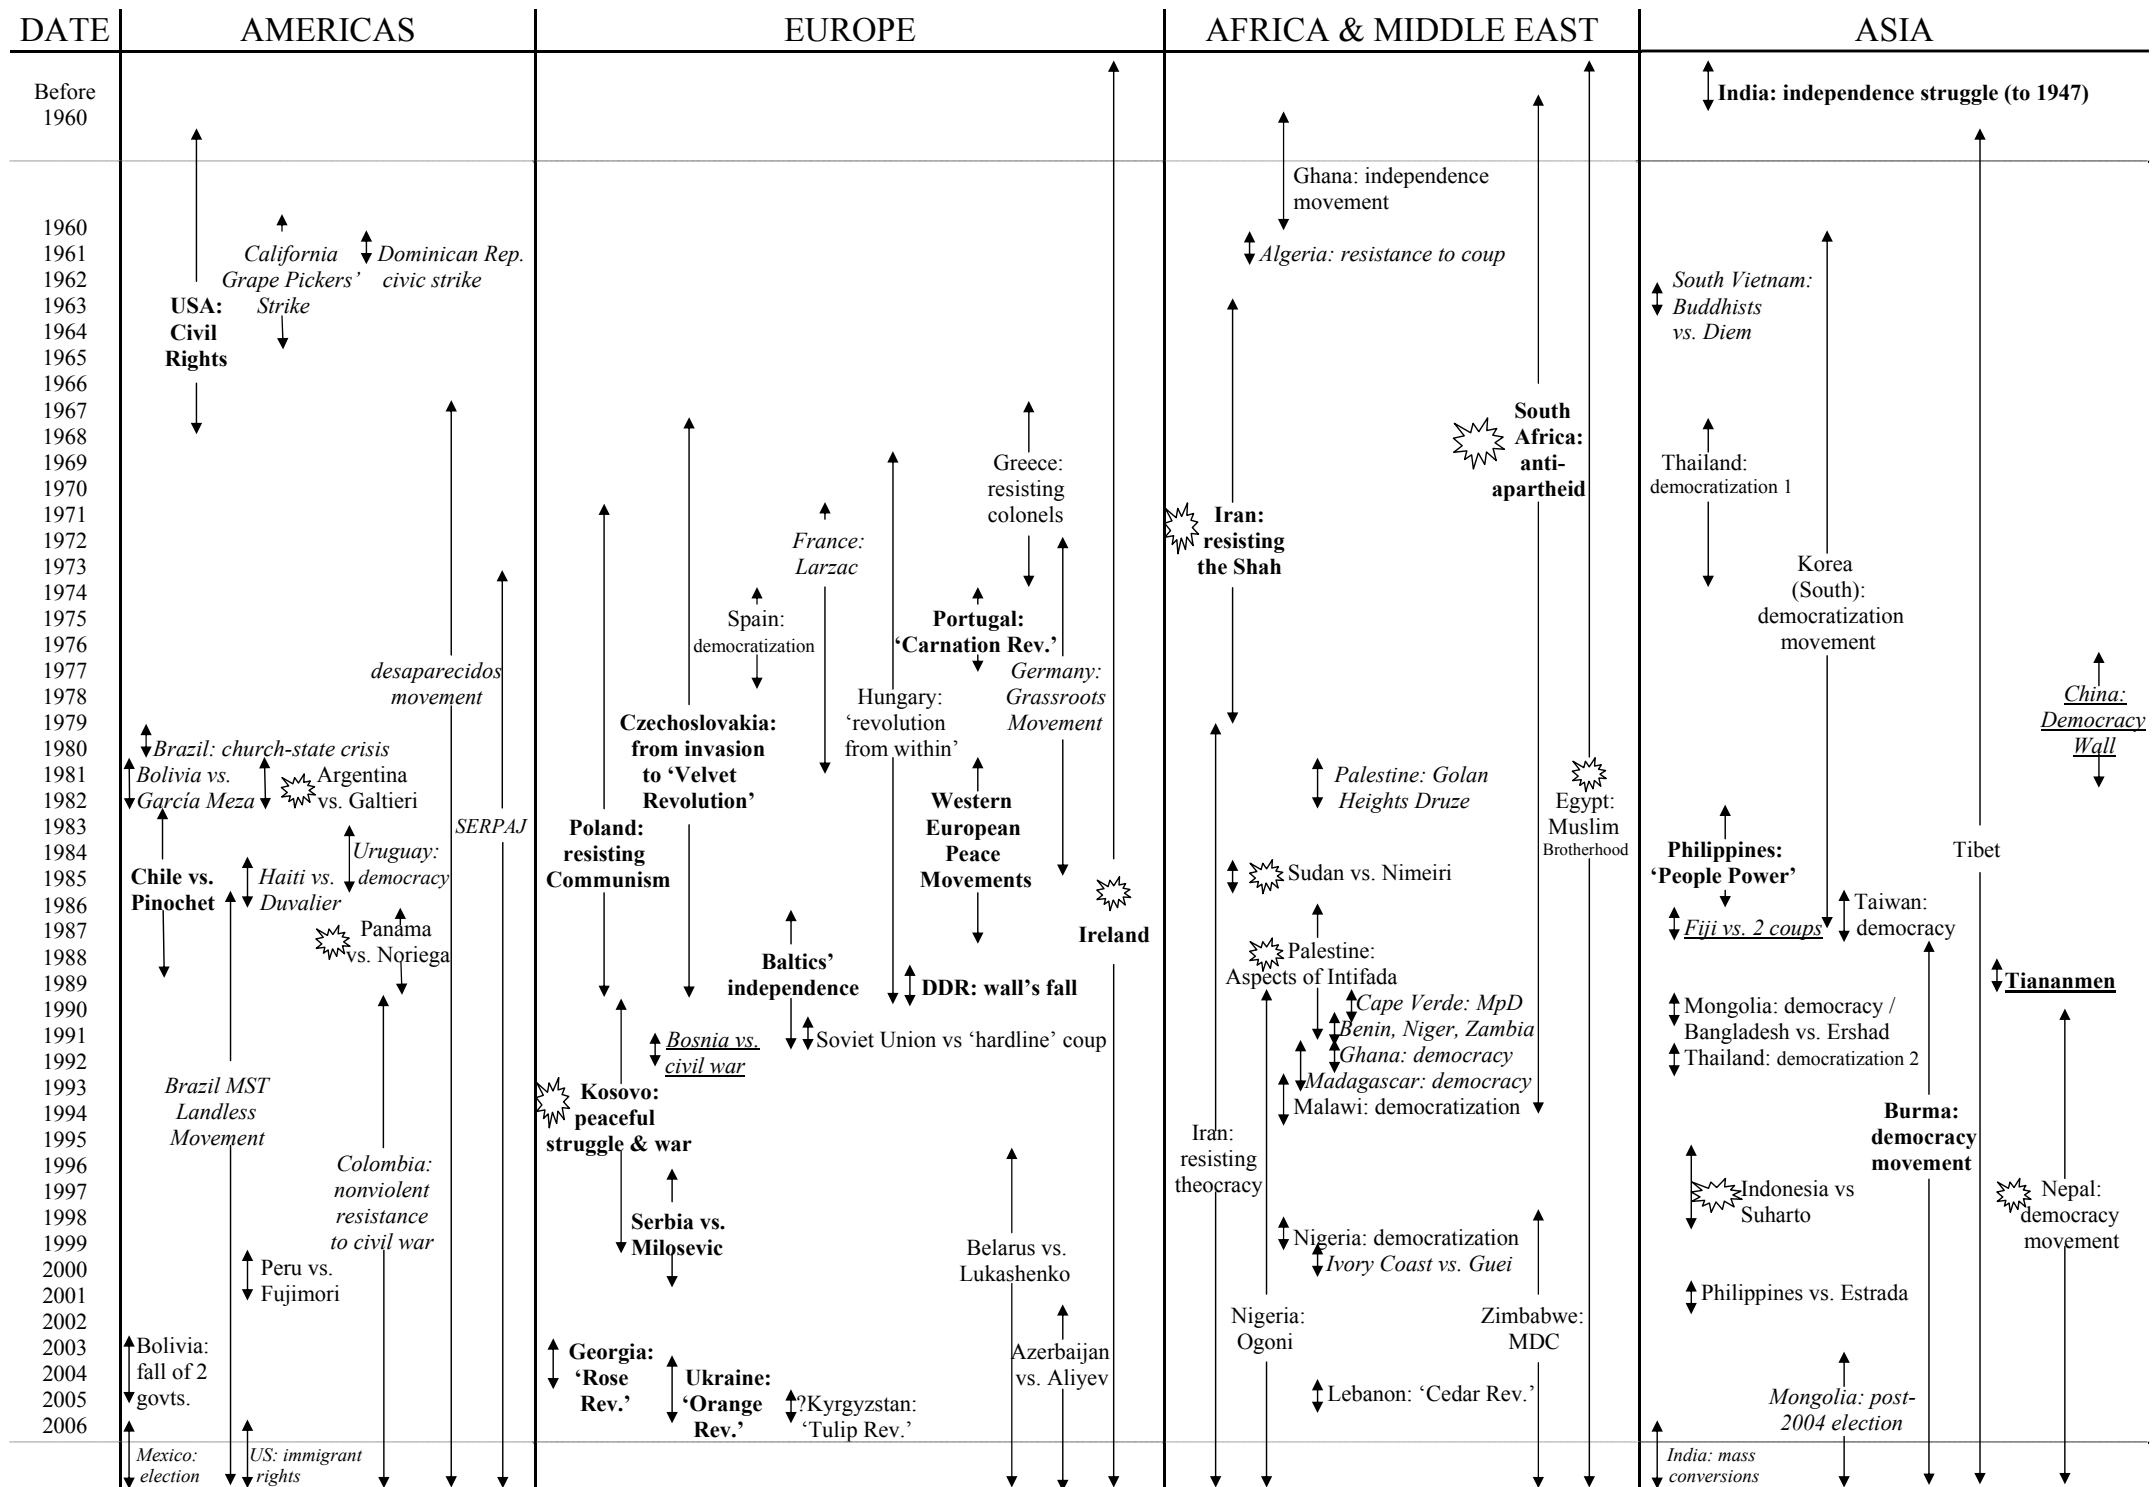 DATE
AMERICAS
EUROPE
AFRICA & MIDDLE EAST
ASIA
Before
1960
1960
1961
1962
1963
1964
1965
1966
1967
1968
1969
1970
1971
1972
1973
1974
1975
1976
1977
1978
1979
1980
1981
1982
1983
1984
1985
1986
1987
1988
1989
1990
1991
1992
1993
1994
1995
1996
1997
1998
1999
2000
2001
2002
2003
2004
2005
2006
California
Grape Pickers’
Strike
Dominican Rep.
civic strike
USA:
Civil
Rights
desaparecidos
movement
Brazil: church-state crisis
Bolivia vs.
García Meza
Argentina
vs. Galtieri
SERPAJ
Uruguay:
democracy
Chile vs.
Pinochet
Haiti vs.
Duvalier
Panama
vs. Noriega
Brazil MST
Landless
Movement
Colombia:
nonviolent
resistance
to civil war
Peru vs.
Fujimori
Bolivia:
fall of 2
govts.
Mexico:
election
US: immigrant
rights
Greece:
resisting
colonels
France:
Larzac
Spain:
democratization
Portugal:
‘Carnation Rev.’
Germany:
Grassroots
Movement
Hungary:
‘revolution
from within’
Czechoslovakia:
from invasion
to ‘Velvet
Revolution’
Western
European
Peace
Movements
Poland:
resisting
Communism
Ireland
Baltics’
independence
DDR: wall’s fall
Soviet Union vs ‘hardline’ coup
Bosnia vs.
civil war
Kosovo:
peaceful
struggle & war
Serbia vs.
Milosevic
Belarus vs.
Lukashenko
Georgia:
‘Rose
Rev.’
Ukraine:
‘Orange
Rev.’
?Kyrgyzstan:
‘Tulip Rev.’
Azerbaijan
vs. Aliyev
Ghana: independence
movement
Algeria: resistance to coup
South
Africa:
anti-
apartheid
Iran:
resisting
the Shah
Palestine: Golan
Heights Druze
Egypt:
Muslim
Brotherhood
Sudan vs. Nimeiri
Palestine:
Aspects of Intifada
Cape Verde: MpD
Benin, Niger, Zambia
Ghana: democracy
Madagascar: democracy
Malawi: democratization
Iran:
resisting
theocracy
Nigeria: democratization
Ivory Coast vs. Guei
Nigeria:
Ogoni
Zimbabwe:
MDC
Lebanon: ‘Cedar Rev.’
India: independence struggle (to 1947)
South Vietnam:
Buddhists
vs. Diem
Thailand:
democratization 1
Korea
(South):
democratization
movement
China:
Democracy
Wall
Philippines:
‘People Power’
Tibet
Taiwan:
democracy
Fiji vs. 2 coups
Tiananmen
Mongolia: democracy /
Bangladesh vs. Ershad
Thailand: democratization 2
Burma:
democracy
movement
Indonesia vs
Suharto
Nepal:
democracy
movement
Philippines vs. Estrada
Mongolia: post-
2004 election
India: mass
conversions